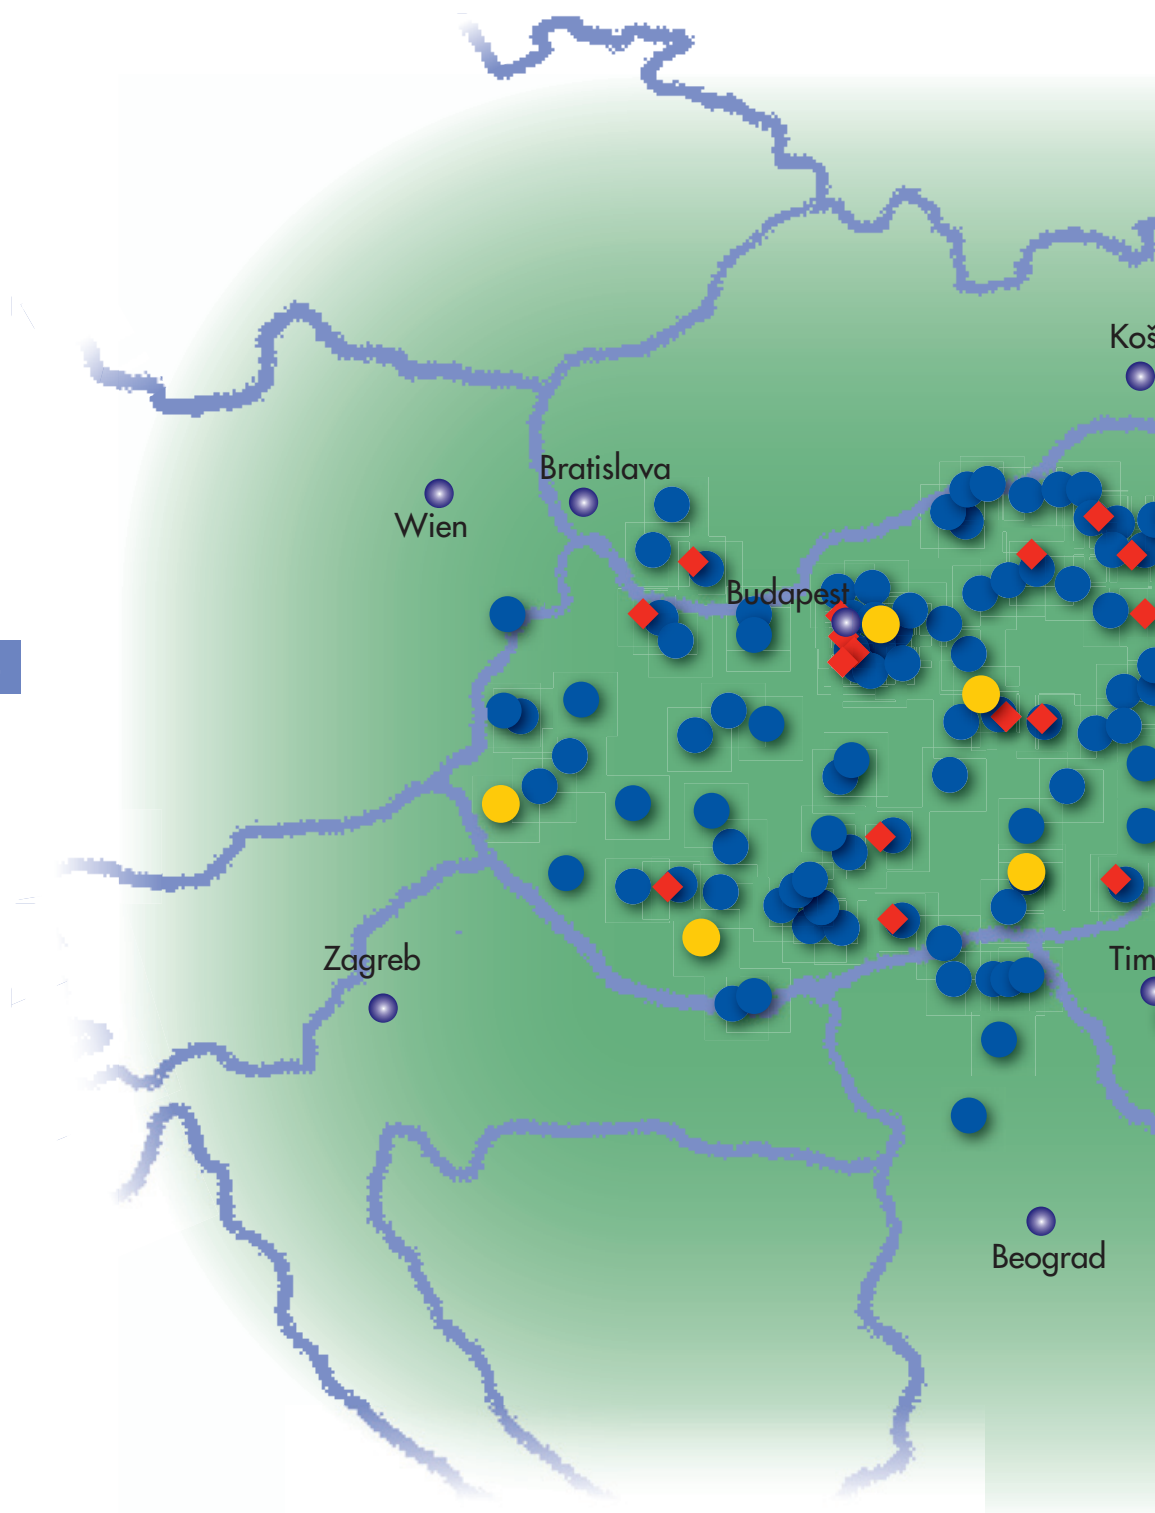 Koš
Bratislava
Wien
Budapest
Zagreb
Tim
Beograd